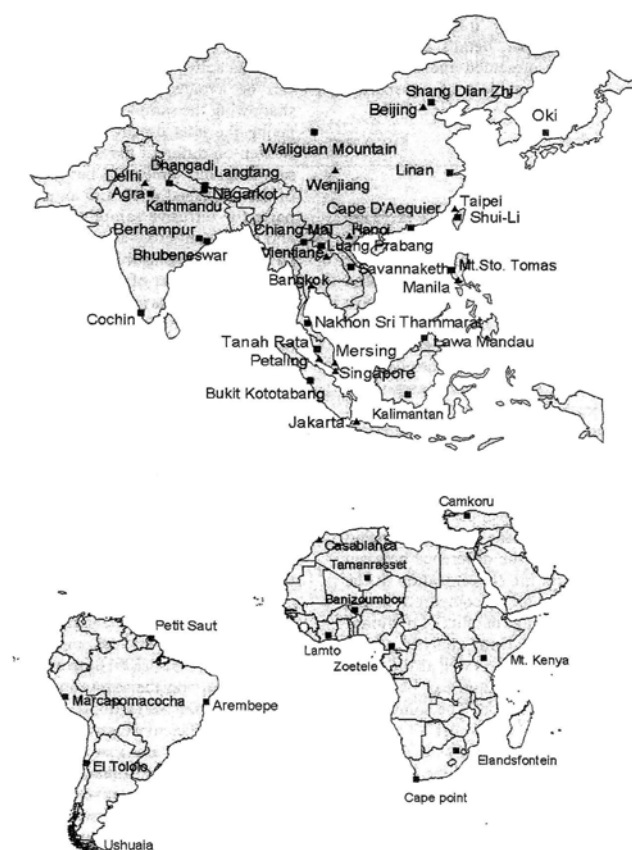 Shang Dian Zhi
Beijing
Oki
Waliguan Mountain
Linan
Dhangadi
Langfang
Delhi
Wenjiang
Nagarkot
Agra
Taipei
Kathmandu
Cape D'Aequier
Shui-Li
Berhampur
Chiang Mai
Hanoi
Luang Prabang
Bhubeneswar
Vientiane
Savannaketh
Mt.Sto. Tomas
Bangkok
Manila
Cochin
Nakhon Sri Thammarat
Tanah Rata
Mersing
Lawa Mandau
Petaling
Singapore
Bukit Kototabang
Kalimantan
Jakarta
Camkoru
Casablanca
Tamanrasset
Banizoumbou
Petit Saut
Lamto
Zoetele
Mt. Kenya
Marcapomacocha
Arembepe
El Tololo
Elandsfontein
Cape point
Ushuaia